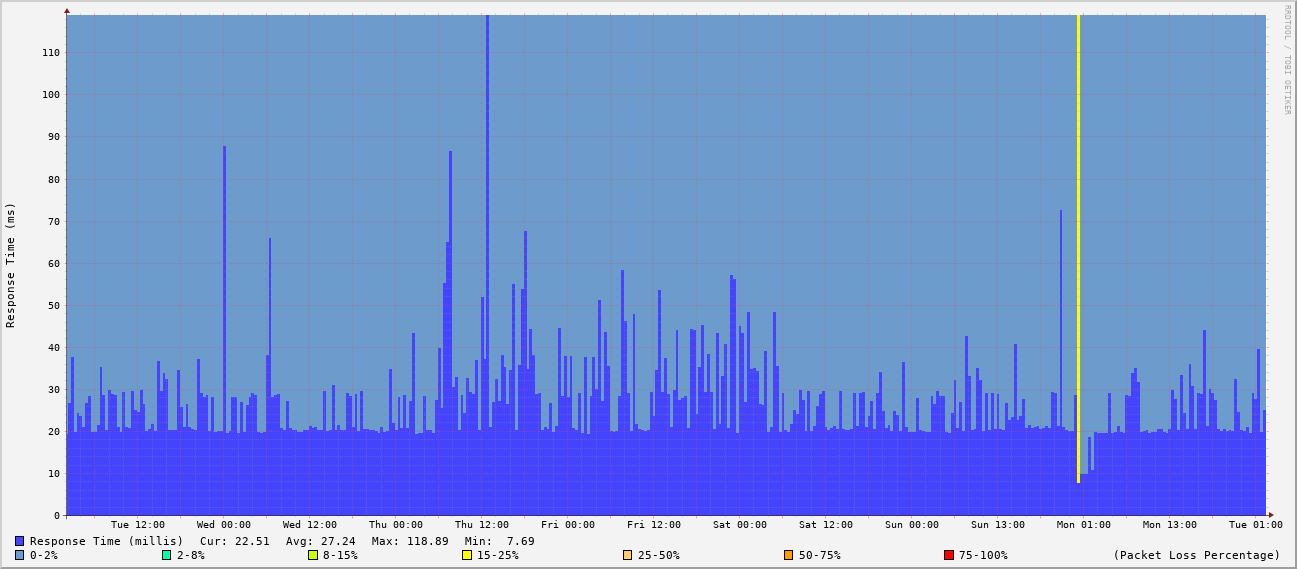 RRDTOOL / TOBI OETIKER
Response Time (ms)
110
100
90
80
70
60
50
40
30
20
10
0
Tue 12:00 Wed 00:00 Wed 12:00 Thu 00:00 Thu 12:00 Fri 00:00 Fri 12:00 Sat 00:00 Sat 12:00 Sun 00:00 Sun 13:00 Mon 01:00 Mon 13:00 Tue 01:00
Response Time (millis) Cur: 22.51 Avg: 27.24 Max: 118.89 Min: 7.69
0-2% 2-8% 8-15% 15-25% 25-50% 50-75% 75-100% (Packet Loss Percentage)